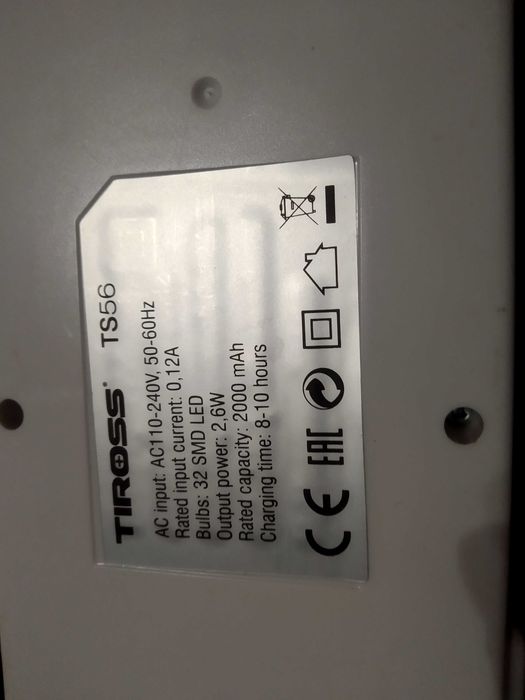 TIROSS® TS56
AC input: AC110-240V, 50-60Hz
Rated input current: 0,12A
Bulbs: 32 SMD LED
Output power: 2,6W
Rated capacity: 2000 mAh
Charging time: 8-10 hours
CE EAC